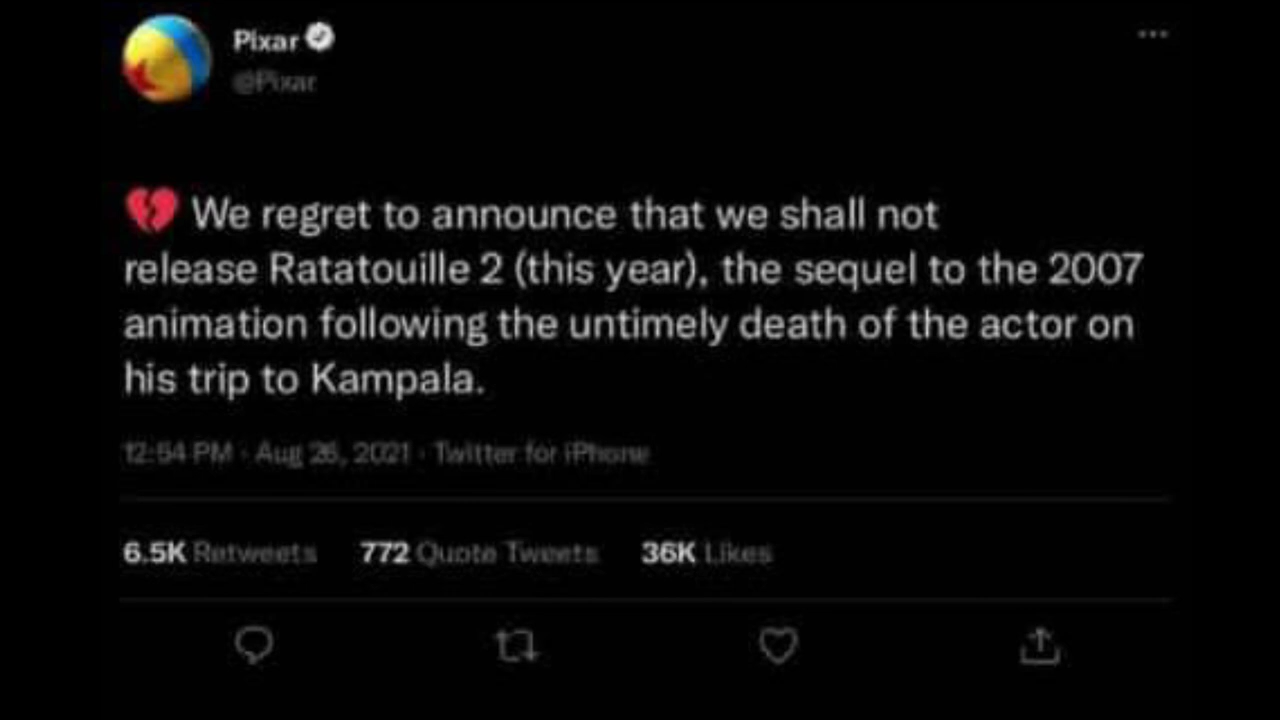 Pixar
@Pixar
💔 We regret to announce that we shall not
release Ratatouille 2 (this year), the sequel to the 2007
animation following the untimely death of the actor on
his trip to Kampala.
12:54 PM · Aug 26, 2021 · Twitter for iPhone
6.5K Retweets 772 Quote Tweets 36K Likes